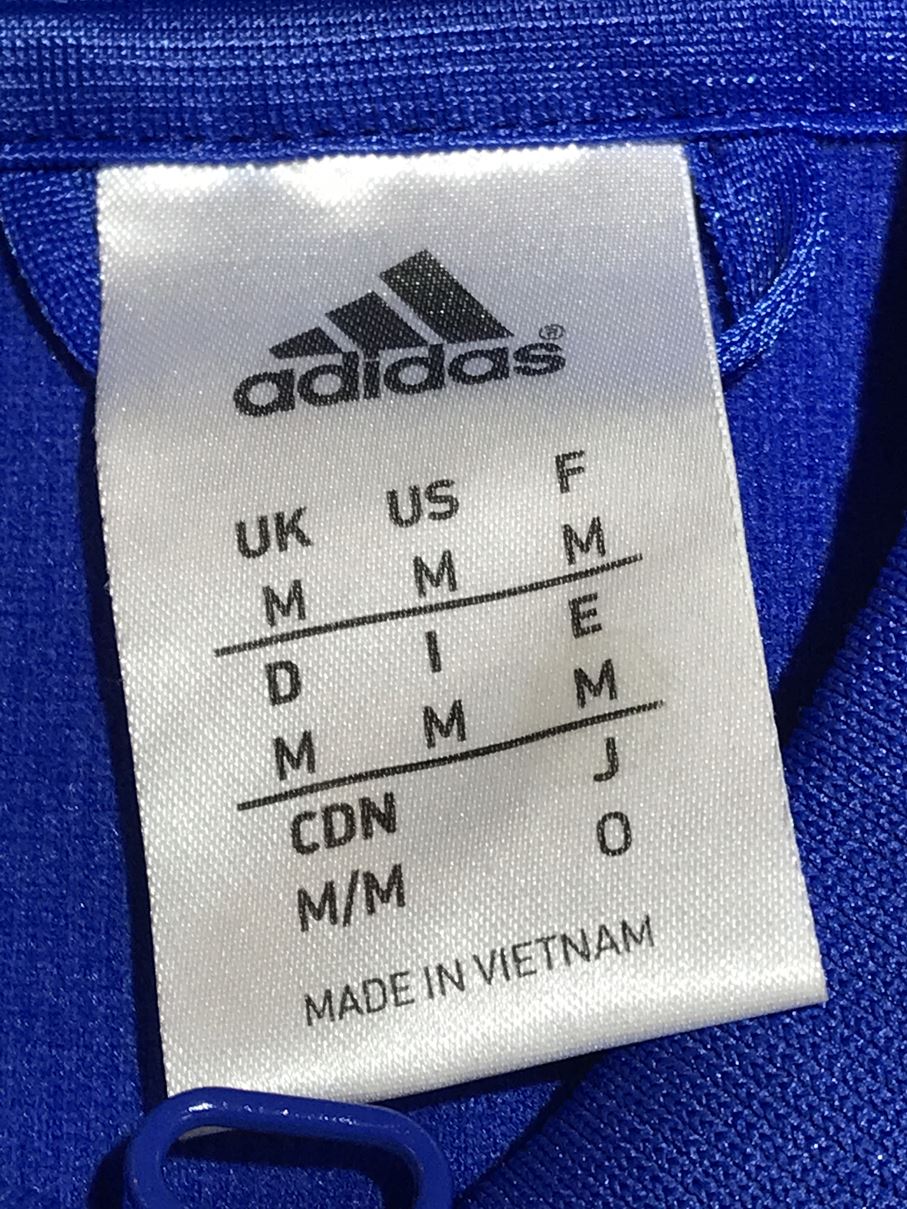 adidas®
UK US F
M M M
D I E
M M M
CDN J
M/M O
MADE IN VIETNAM